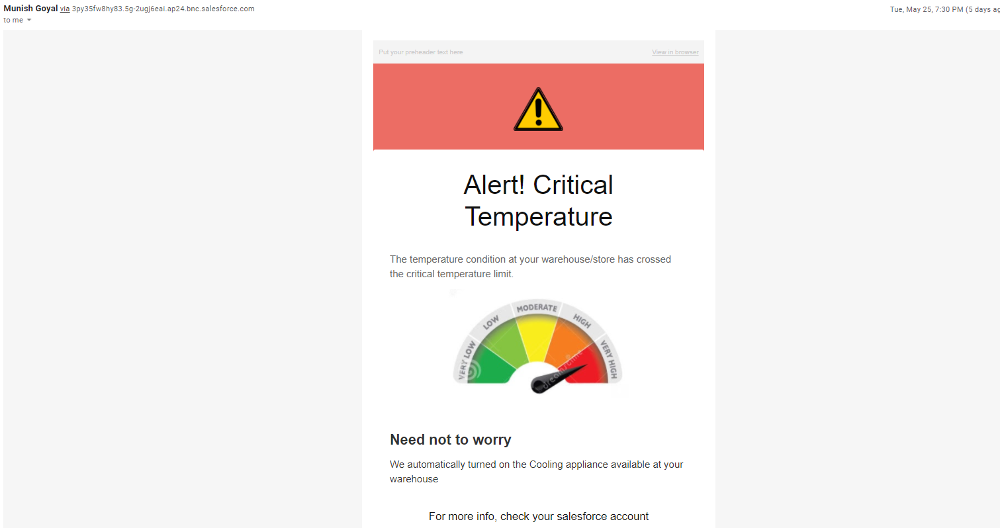 Munish Goyal via 3py35fw8hy83.5g-2ugj6eai.ap24.bnc.salesforce.com
Tue, May 25, 7:30 PM (5 days ag
to me
Put your preheader text here
View in browser
Alert! Critical
Temperature
The temperature condition at your warehouse/store has crossed
the critical temperature limit.
VERY LOW
LOW
MODERATE
HIGH
VERY HIGH
dreamstime
Need not to worry
We automatically turned on the Cooling appliance available at your
warehouse
For more info, check your salesforce account